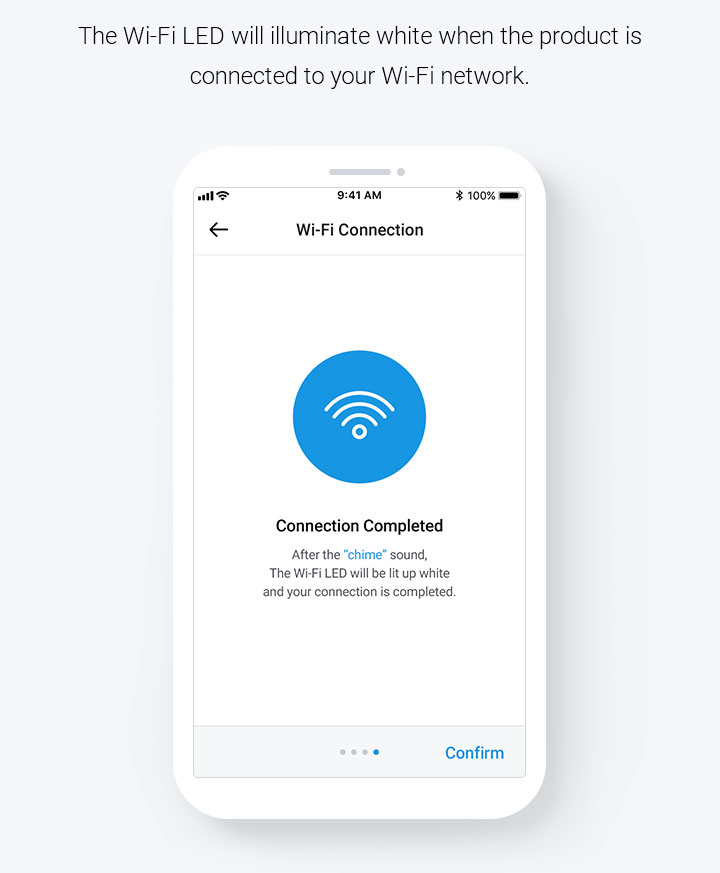 The Wi-Fi LED will illuminate white when the product is
connected to your Wi-Fi network.
9:41 AM
100%
Wi-Fi Connection
Connection Completed
After the “chime” sound,
The Wi-Fi LED will be lit up white
and your connection is completed.
Confirm